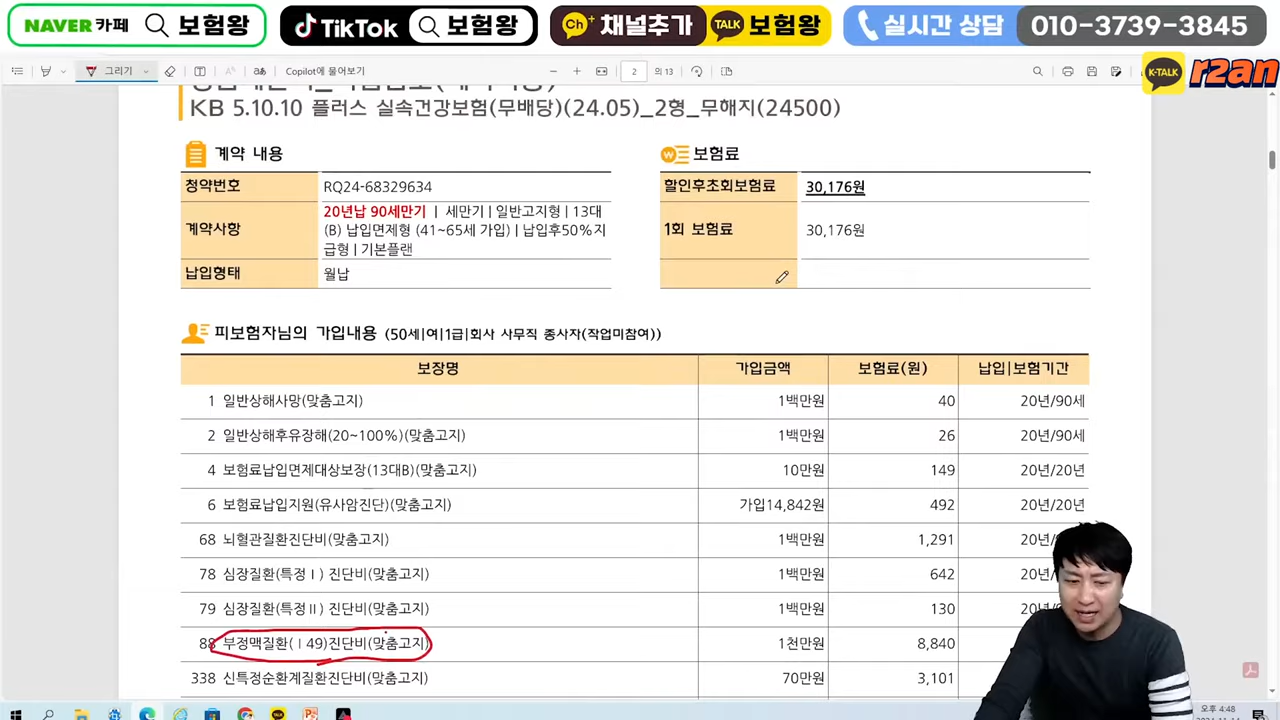 NAVER 카페 보험왕 TikTok 보험왕 Ch+ 채널추가 TALK 보험왕 실시간 상담 010-3739-3845
그리기 Copilot에 묻어보기 2 의 13 K-TALK r2an
KB 5.10.10 플러스 실속건강보험(무배당)(24.05)_2형_무해지(24500)
계약 내용
청약번호 RQ24-68329634
계약사항 20년납 90세만기 | 세만기 | 일반고지형 | 13대
(B) 납입면제형 (41~65세 가입) | 납입후50%지
급형 | 기본플랜
납입형태 월납
보험료
할인후초회보험료 30,176원
1회 보험료 30,176원
피보험자님의 가입내용 (50세|여|1급|회사 사무직 종사자(작업미참여))
보장명 가입금액 보험료(원) 납입|보험기간
1 일반상해사망(맞춤고지) 1백만원 40 20년/90세
2 일반상해후유장해(20~100%)(맞춤고지) 1백만원 26 20년/90세
4 보험료납입면제대상보장(13대B)(맞춤고지) 10만원 149 20년/20년
6 보험료납입지원(유사암진단)(맞춤고지) 가입14,842원 492 20년/20년
68 뇌혈관질환진단비(맞춤고지) 1백만원 1,291
78 심장질환(특정Ⅰ) 진단비(맞춤고지) 1백만원 642
79 심장질환(특정Ⅱ) 진단비(맞춤고지) 1백만원 130
88 부정맥질환(Ⅰ49)진단비(맞춤고지) 1천만원 8,840
338 신특정순환계질환진단비(맞춤고지) 70만원 3,101
오후 4:48